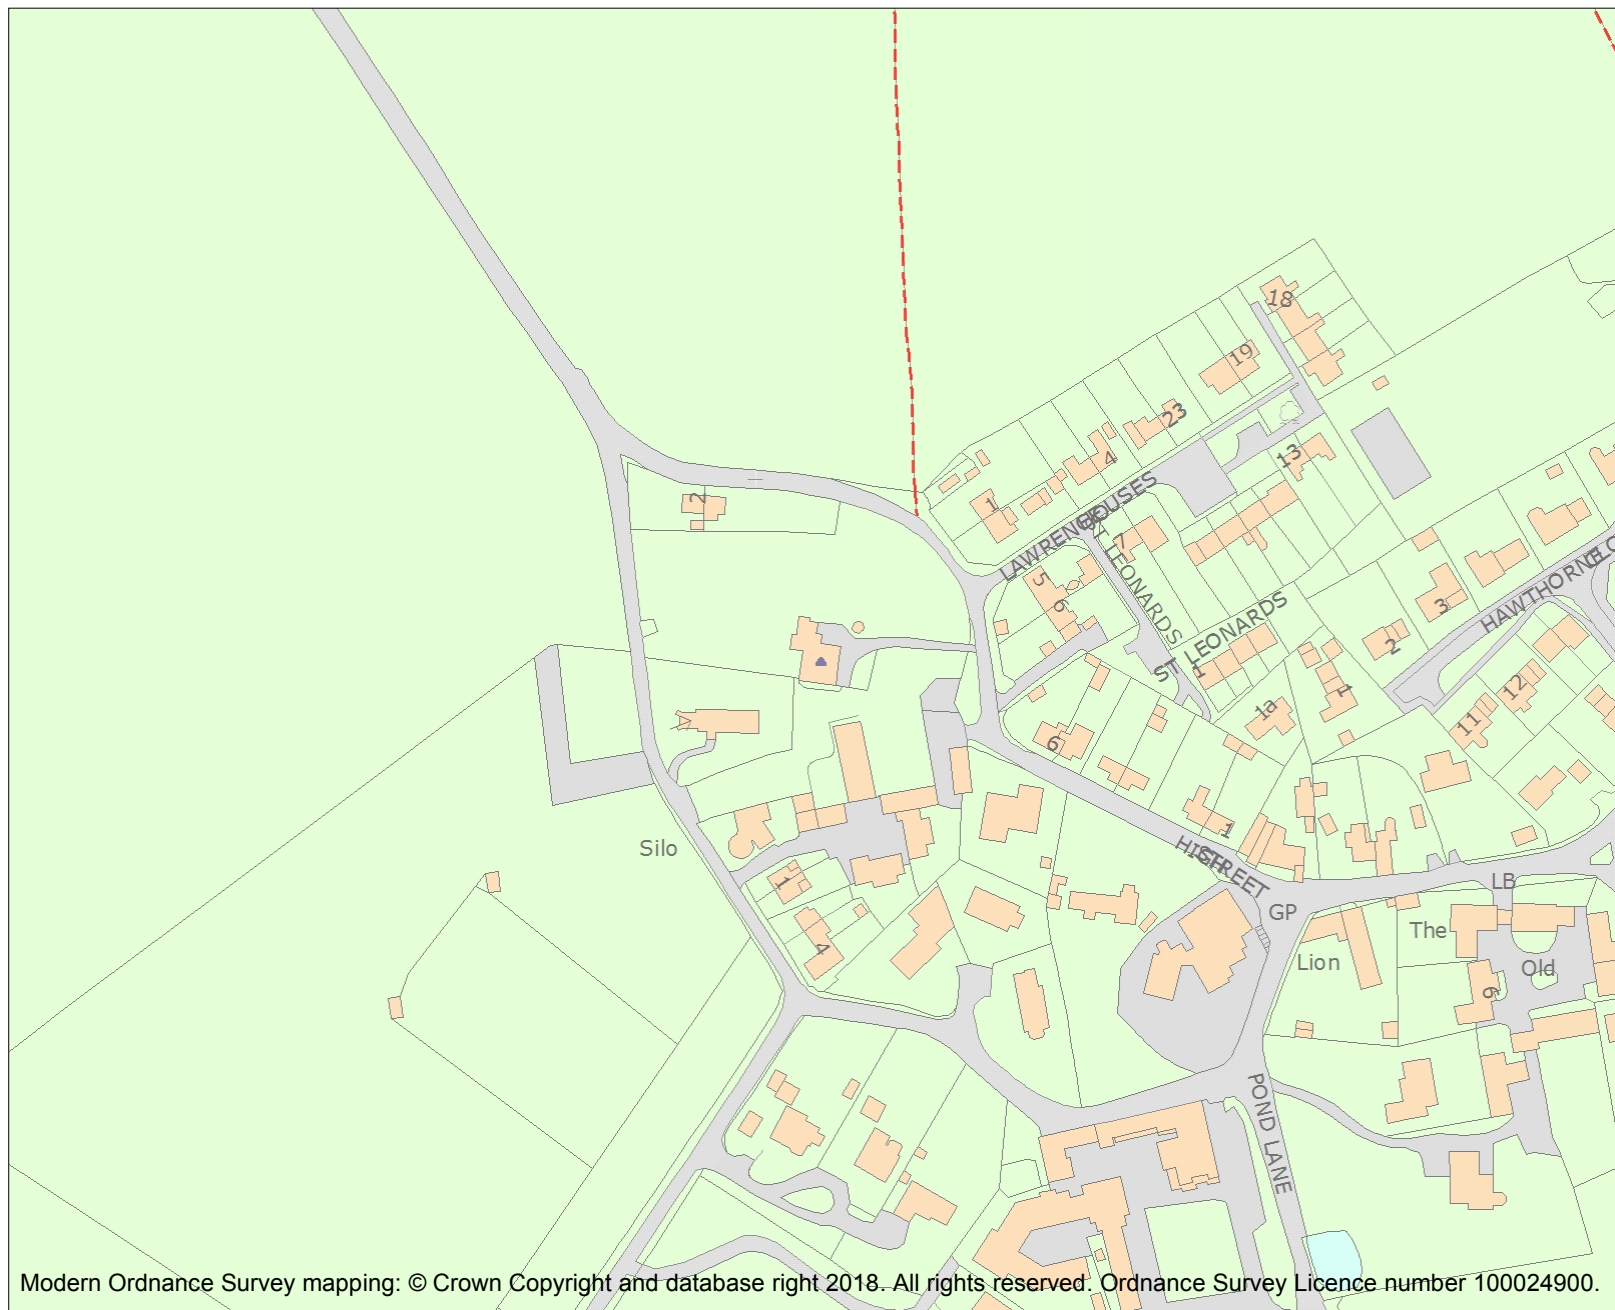 18
19
23
4
13
2
1
LAWRENCE
HOUSES
7
ST LEONARDS
5
6
3
2
HAWTHORNE
ST LEONARDS
1
1
12
1a
11
6
1
HIGH
STREET
Silo
1
LB
GP
The
4
Lion
Old
6
POND LANE
Modern Ordnance Survey mapping: © Crown Copyright and database right 2018. All rights reserved. Ordnance Survey Licence number 100024900.